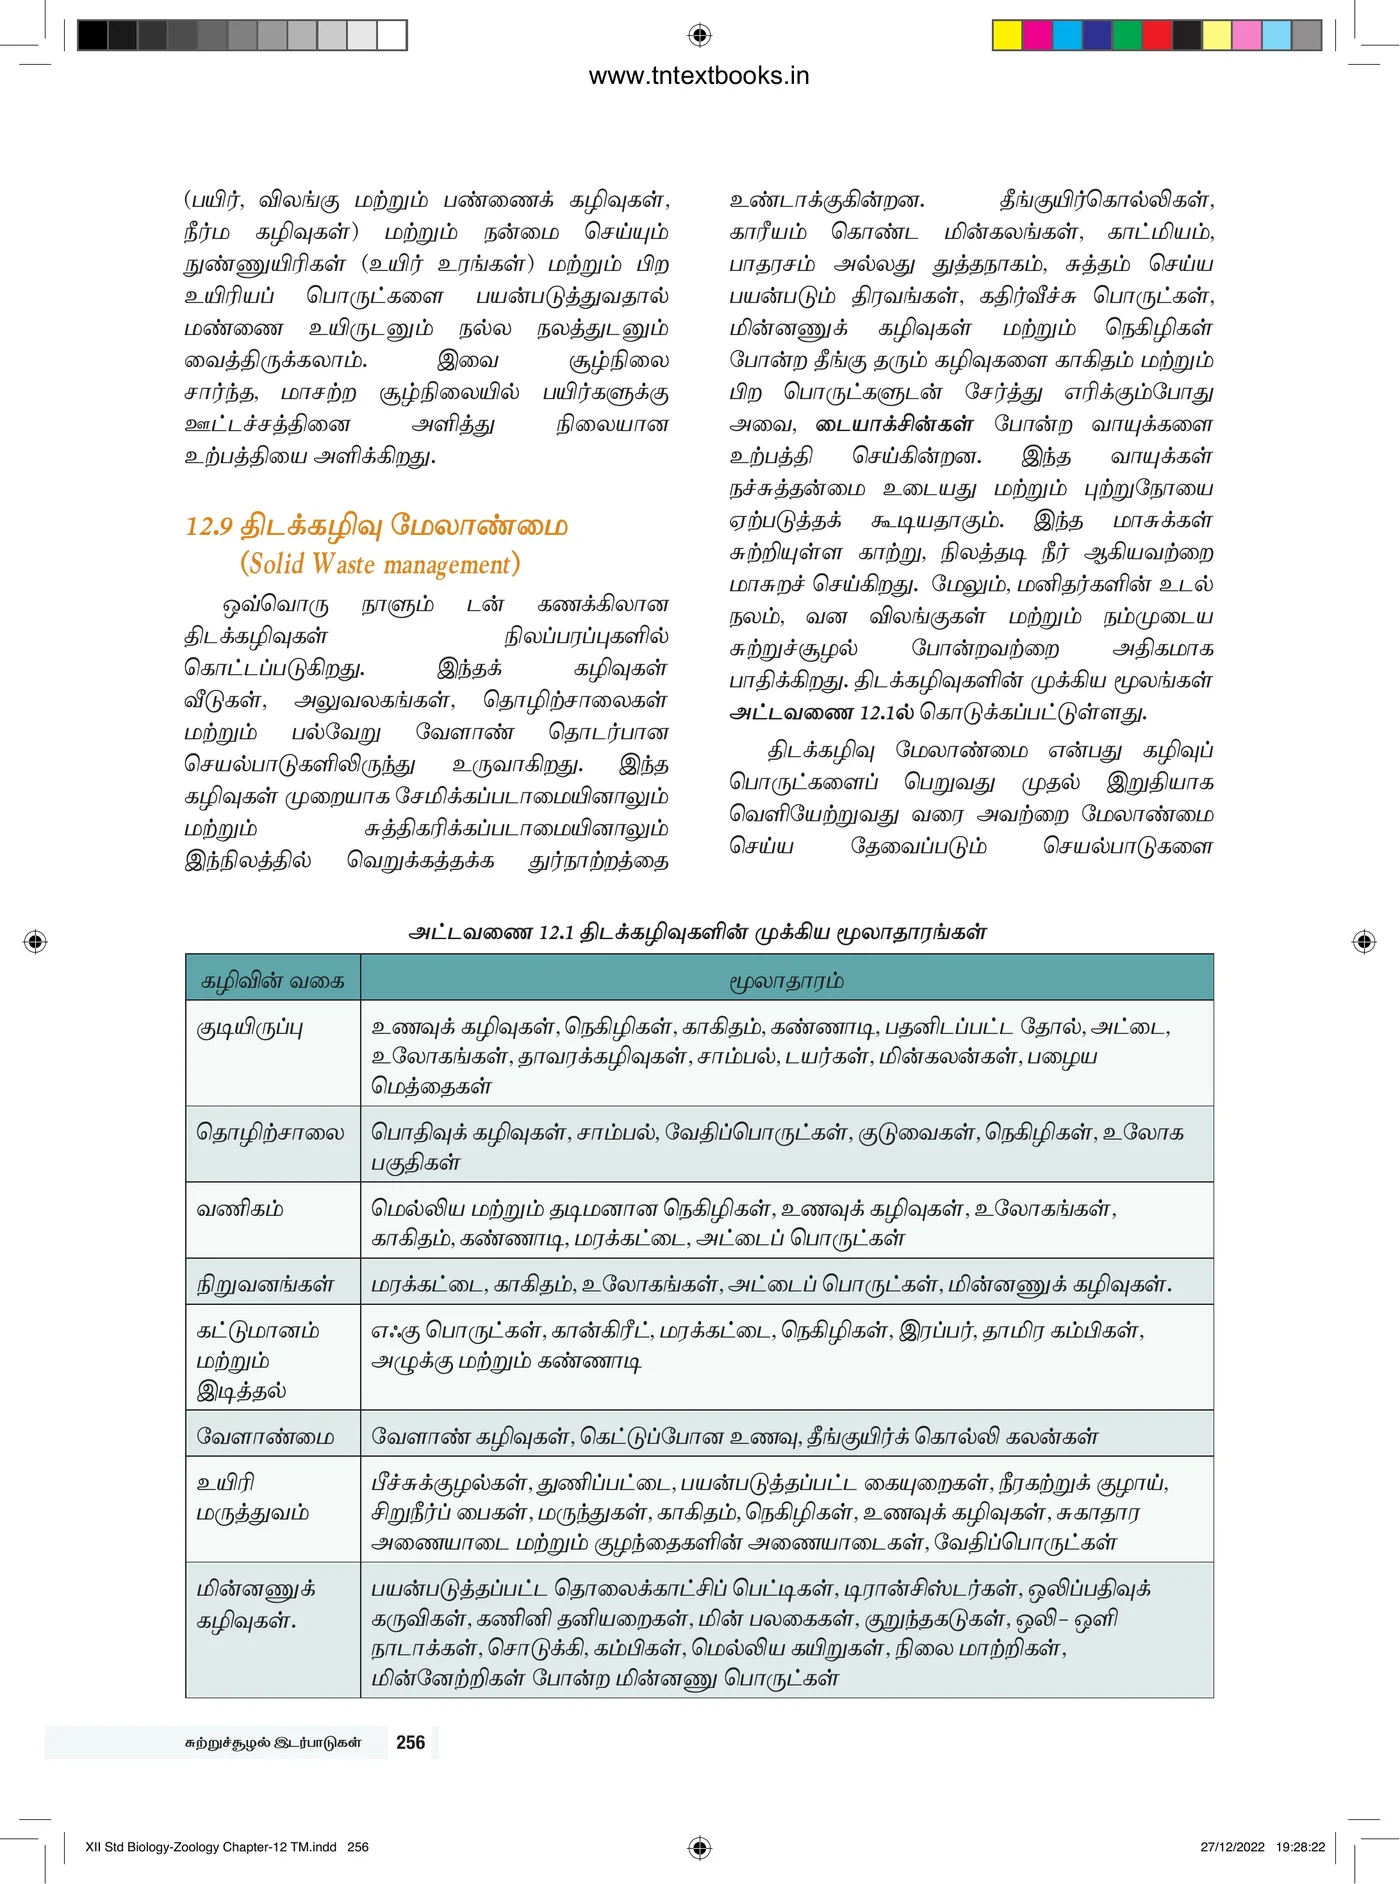 www.tntextbooks.in
(பயிர், விலங்கு மற்றும் பண்ணைக் கழிவுகள்,
நீர்ம கழிவுகள்) மற்றும் நன்மை செய்யும்
நுண்ணுயிரிகள் (உயிர் உரங்கள்) மற்றும் பிற
உயிரியப் பொருட்களை பயன்படுத்துவதால்
மண்ணை உயிருடனும் நல்ல நலத்துடனும்
வைத்திருக்கலாம். இவை சூழ்நிலை
சார்ந்த, மாசற்ற சூழ்நிலையில் பயிர்களுக்கு
ஊட்டச்சத்தினை அளித்து நிலையான
உற்பத்தியை அளிக்கிறது.
12.9 திடக்கழிவு மேலாண்மை
(Solid Waste management)
ஒவ்வொரு நாளும் டன் கணக்கிலான
திடக்கழிவுகள் நிலப்பரப்புகளில்
கொட்டப்படுகிறது. இந்தக் கழிவுகள்
வீடுகள், அலுவலகங்கள், தொழிற்சாலைகள்
மற்றும் பல்வேறு வேளாண் தொடர்பான
செயல்பாடுகளிலிருந்து உருவாகிறது. இந்த
கழிவுகள் முறையாக சேமிக்கப்படாமையினாலும்
மற்றும் சுத்திகரிக்கப்படாமையினாலும்
இந்நிலத்தில் வெறுக்கத்தக்க துர்நாற்றத்தை
உண்டாக்குகின்றன. தீங்குயிர்கொல்லிகள்,
காரீயம் கொண்ட மின்கலங்கள், காட்மியம்,
பாதரசம் அல்லது துத்தநாகம், சுத்தம் செய்ய
பயன்படும் திரவங்கள், கதிர்வீச்சு பொருட்கள்,
மின்னணுக் கழிவுகள் மற்றும் நெகிழிகள்
போன்ற தீங்கு தரும் கழிவுகளை காகிதம் மற்றும்
பிற பொருட்களுடன் சேர்த்து எரிக்கும்போது
அவை, டையாக்சின்கள் போன்ற வாயுக்களை
உற்பத்தி செய்கின்றன. இந்த வாயுக்கள்
நச்சுத்தன்மை உடையது மற்றும் புற்றுநோயை
ஏற்படுத்தக் கூடியதாகும். இந்த மாசுக்கள்
சுற்றியுள்ள காற்று, நிலத்தடி நீர் ஆகியவற்றை
மாசுறச் செய்கிறது. மேலும், மனிதர்களின் உடல்
நலம், வன விலங்குகள் மற்றும் நம்முடைய
சுற்றுச்சூழல் போன்றவற்றை அதிகமாக
பாதிக்கிறது. திடக்கழிவுகளின் முக்கிய மூலங்கள்
அட்டவணை 12.1ல் கொடுக்கப்பட்டுள்ளது.
திடக்கழிவு மேலாண்மை என்பது கழிவுப்
பொருட்களைப் பெறுவது முதல் இறுதியாக
வெளியேற்றுவது வரை அவற்றை மேலாண்மை
செய்ய தேவைப்படும் செயல்பாடுகளை
அட்டவணை 12.1 திடக்கழிவுகளின் முக்கிய மூலாதாரங்கள்
கழிவின் வகை மூலாதாரம்
குடியிருப்பு உணவுக் கழிவுகள், நெகிழிகள், காகிதம், கண்ணாடி, பதனிடப்பட்ட தோல், அட்டை,
உலோகங்கள், தாவரக்கழிவுகள், சாம்பல், டயர்கள், மின்கலன்கள், பழைய
மெத்தைகள்
தொழிற்சாலை பொதிவுக் கழிவுகள், சாம்பல், வேதிப்பொருட்கள், குடுவைகள், நெகிழிகள், உலோக
பகுதிகள்
வணிகம் மெல்லிய மற்றும் தடிமனான நெகிழிகள், உணவுக் கழிவுகள், உலோகங்கள்,
காகிதம், கண்ணாடி, மரக்கட்டை, அட்டைப் பொருட்கள்
நிறுவனங்கள் மரக்கட்டை, காகிதம், உலோகங்கள், அட்டைப் பொருட்கள், மின்னணுக் கழிவுகள்.
கட்டுமானம் எஃகு பொருட்கள், கான்கிரீட், மரக்கட்டை, நெகிழிகள், இரப்பர், தாமிர கம்பிகள்,
மற்றும் அழுக்கு மற்றும் கண்ணாடி
இடித்தல்
வேளாண்மை வேளாண் கழிவுகள், கெட்டுப்போன உணவு, தீங்குயிர்க் கொல்லி கலன்கள்
உயிரி பீச்சுக்குழல்கள், துணிப்பட்டை, பயன்படுத்தப்பட்ட கையுறைகள், நீரகற்றுக் குழாய்,
மருத்துவம் சிறுநீர்ப் பைகள், மருந்துகள், காகிதம், நெகிழிகள், உணவுக் கழிவுகள், சுகாதார
அணையாடை மற்றும் குழந்தைகளின் அணையாடைகள், வேதிப்பொருட்கள்
மின்னணுக் பயன்படுத்தப்பட்ட தொலைக்காட்சிப் பெட்டிகள், டிரான்சிஸ்டர்கள், ஒலிப்பதிவுக்
கழிவுகள். கருவிகள், கணினி தனியறைகள், மின் பலகைகள், குறுந்தகடுகள், ஒலி- ஒளி
நாடாக்கள், சொடுக்கி, கம்பிகள், மெல்லிய கயிறுகள், நிலை மாற்றிகள்,
மின்னேற்றிகள் போன்ற மின்னணு பொருட்கள்
சுற்றுச்சூழல் இடர்பாடுகள் 256
XII Std Biology-Zoology Chapter-12 TM.indd 256 27/12/2022 19:28:22